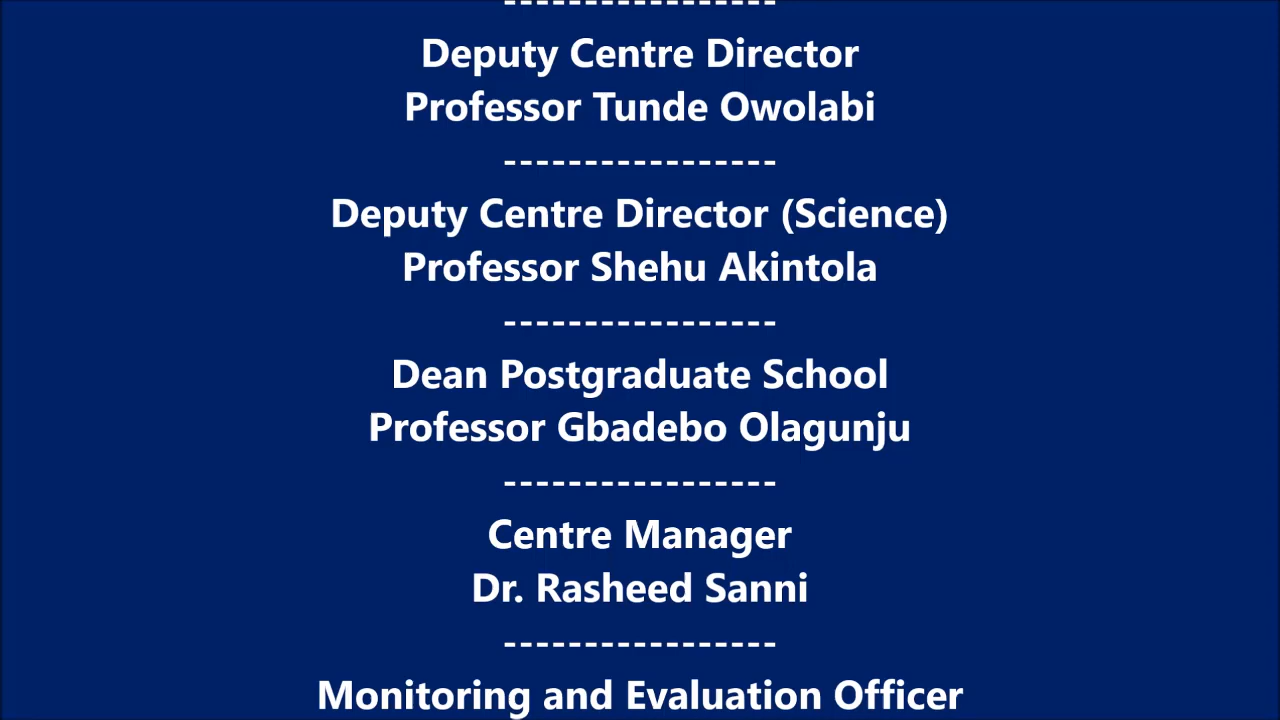 -----------------
Deputy Centre Director
Professor Tunde Owolabi
-----------------
Deputy Centre Director (Science)
Professor Shehu Akintola
-----------------
Dean Postgraduate School
Professor Gbadebo Olagunju
-----------------
Centre Manager
Dr. Rasheed Sanni
-----------------
Monitoring and Evaluation Officer